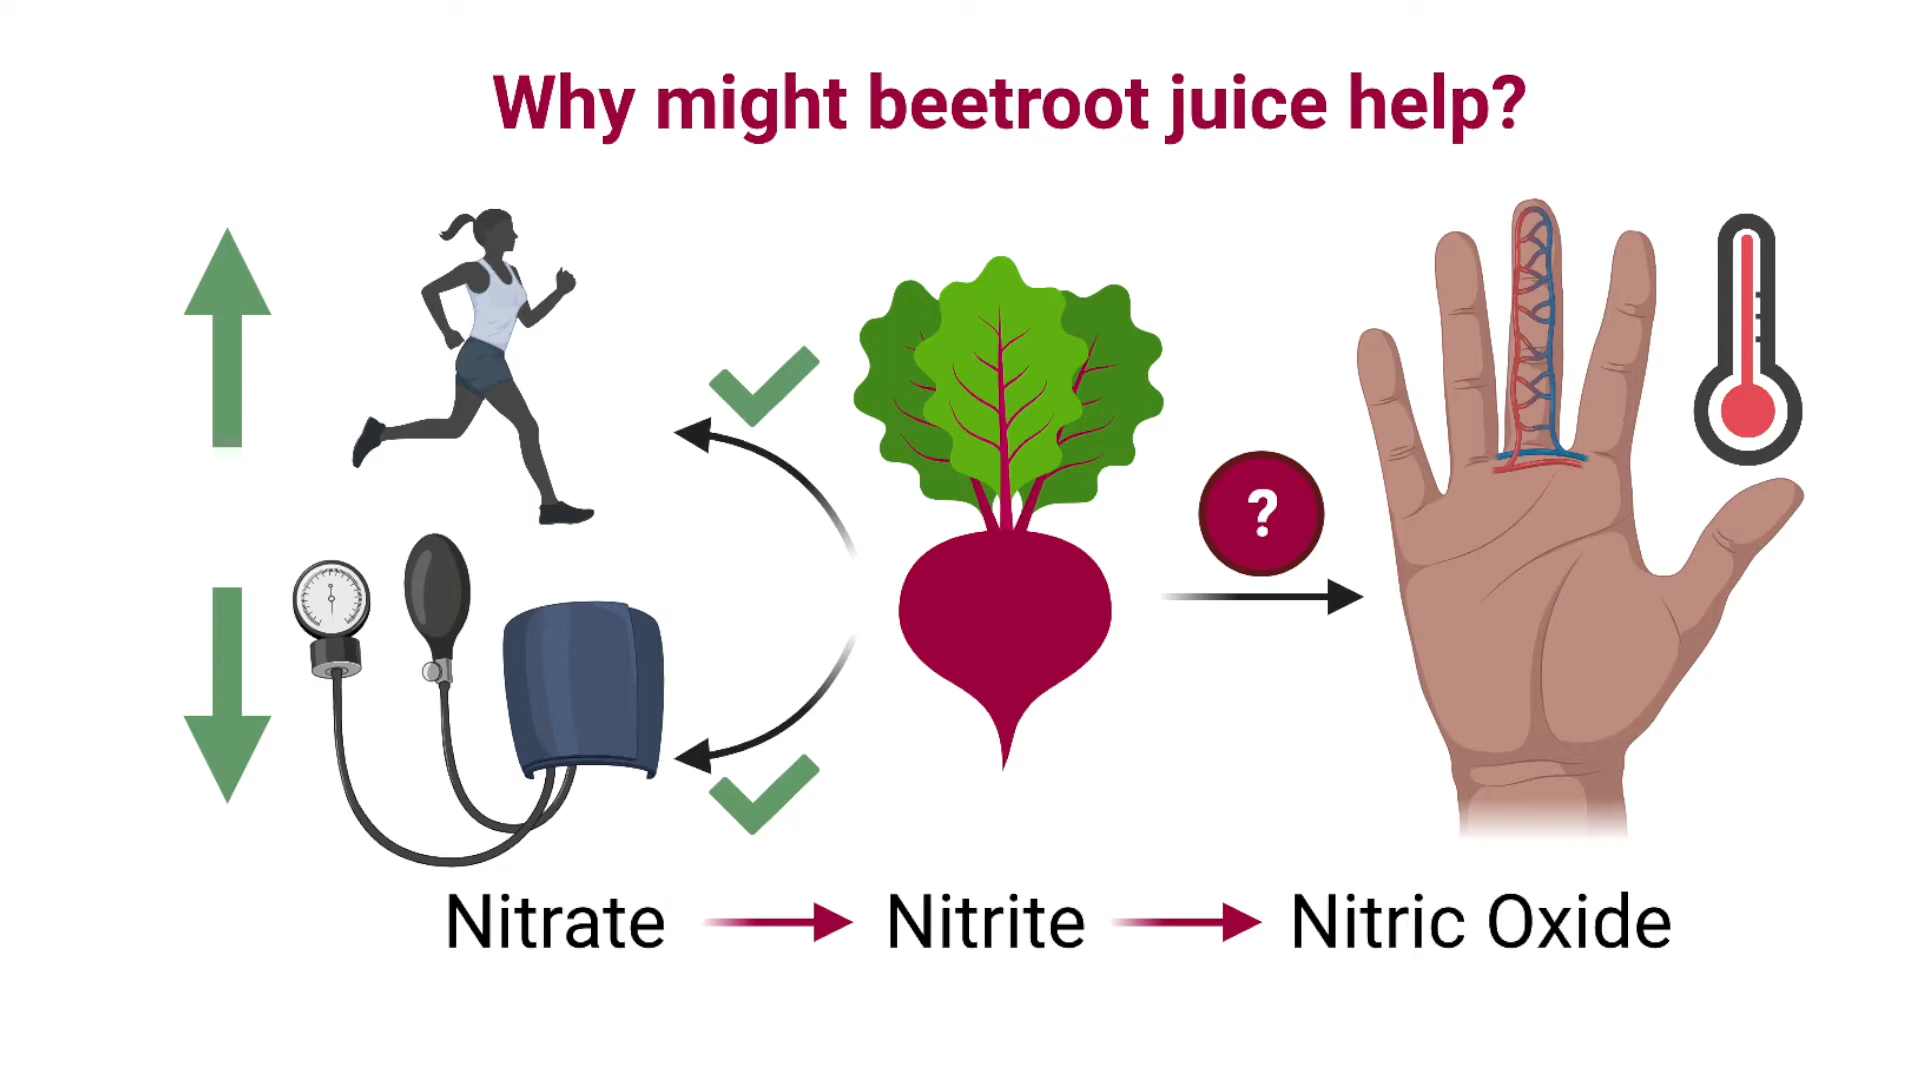 Why might beetroot juice help?
?
Nitrate → Nitrite → Nitric Oxide